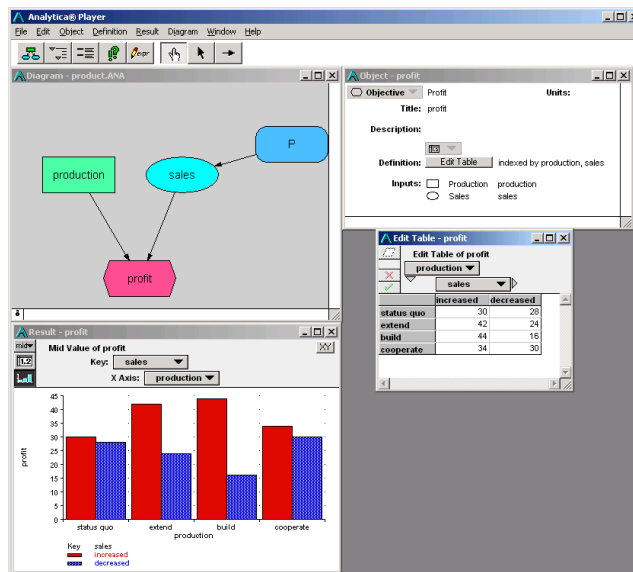 Analytica® Player
File Edit Object Definition Result Diagram Window Help
expr
Diagram - product.ANA
P
production
sales
profit
Object - profit
Objective Profit Units:
Title: profit
Description:
Definition: Edit Table indexed by production, sales
Inputs: Production production
Sales sales
Edit Table - profit
Edit Table of profit
production
sales
increased decreased
status quo 30 28
extend 42 24
build 44 16
cooperate 34 30
Result - profit
mid
Mid Value of profit
XY
1.2
Key: sales
X Axis: production
45
40
35
30
25
20
15
10
5
0
profit
status quo extend build cooperate
production
Key sales
increased
decreased